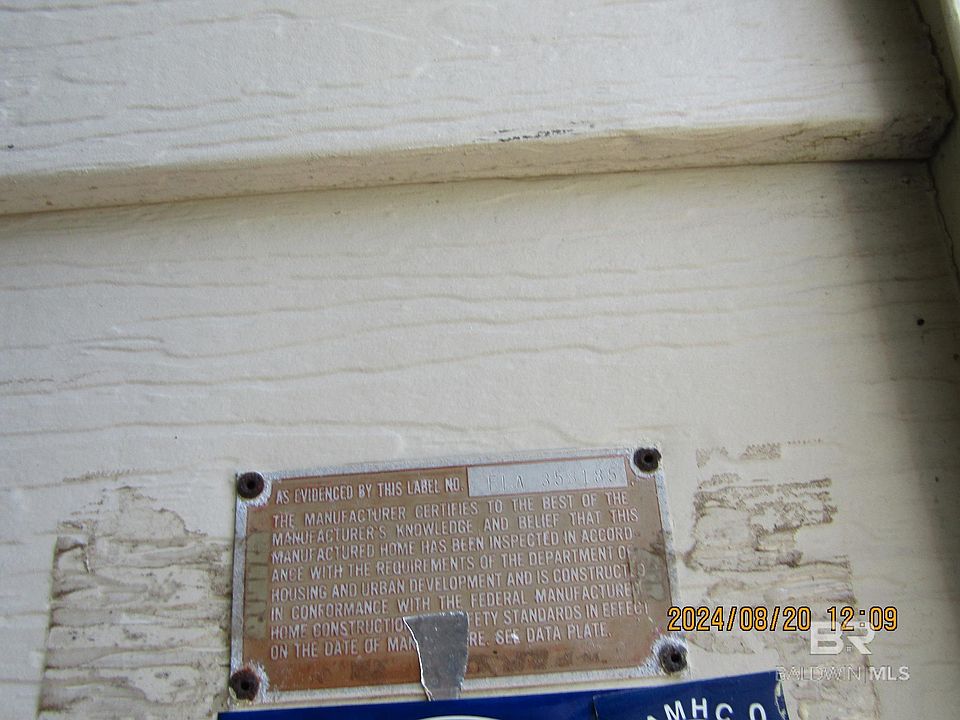 AS EVIDENCED BY THIS LABEL NO. FLA
THE MANUFACTURER CERTIFIES TO THE BEST OF THE
MANUFACTURER'S KNOWLEDGE AND BELIEF THAT THIS
MANUFACTURED HOME HAS BEEN INSPECTED IN ACCORD-
ANCE WITH THE REQUIREMENTS OF THE DEPARTMENT OF
HOUSING AND URBAN DEVELOPMENT AND IS CONSTRUCTED
IN CONFORMANCE WITH THE FEDERAL MANUFACTURED
HOME CONSTRUCTION SAFETY STANDARDS IN EFFECT
ON THE DATE OF SEE DATA PLATE.
2024/08/20 12:09
BR
BALDWIN MLS